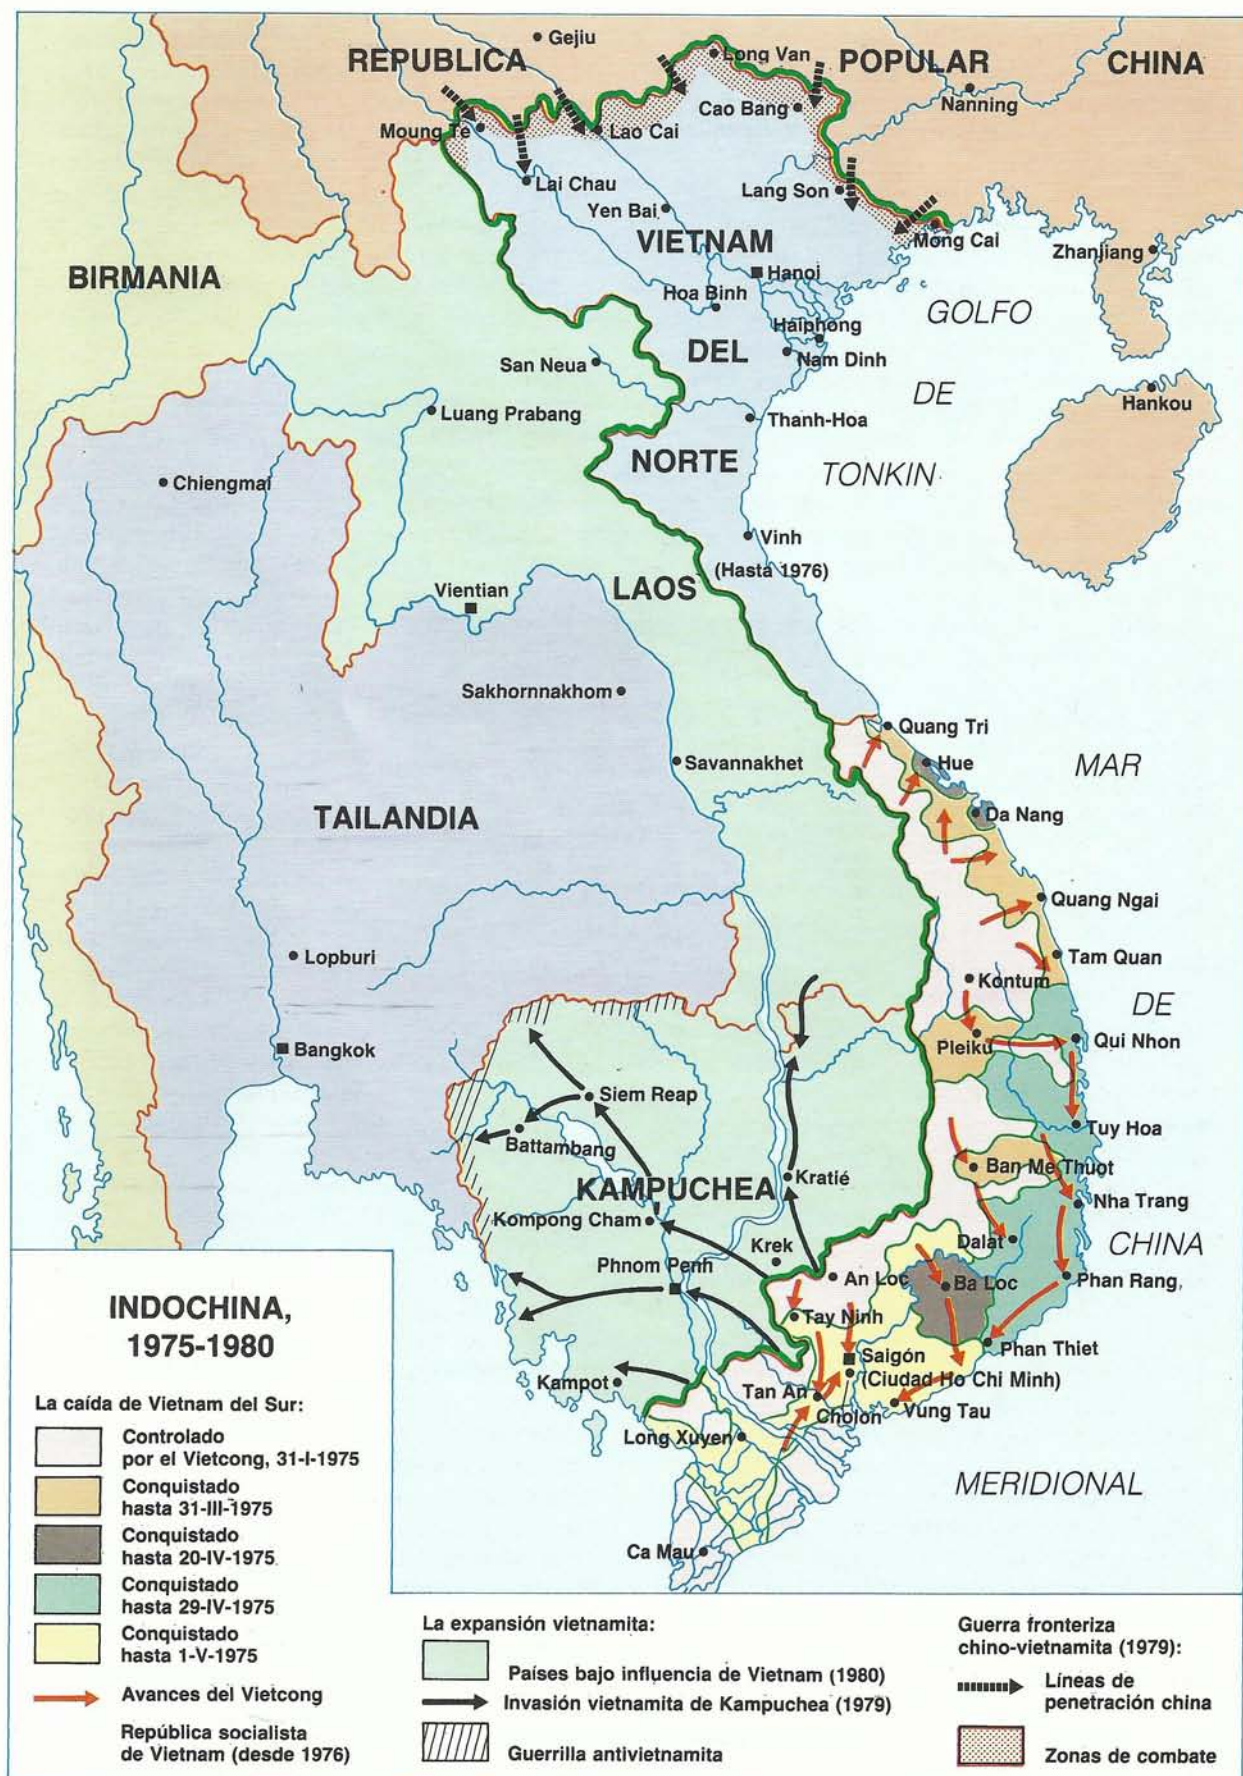 Gejiu
REPUBLICA
Long Van
POPULAR
CHINA
Nanning
Cao Bang
Moung Te
Lao Cai
Lai Chau
Lang Son
Yen Bai
VIETNAM
Mong Cai
Zhanjiang
BIRMANIA
Hanoi
Hoa Binh
GOLFO
Haiphong
DEL
Nam Dinh
San Neua
DE
Hankou
Luang Prabang
Thanh-Hoa
NORTE
TONKIN
Chiengmai
Vinh
(Hasta 1976)
LAOS
Vientian
Sakhornnakhom
Quang Tri
Savannakhet
Hue
MAR
TAILANDIA
Da Nang
Quang Ngai
Lopburi
Tam Quan
Kontum
DE
Bangkok
Pleiku
Qui Nhon
Siem Reap
Tuy Hoa
Battambang
Ban Me Thuot
Kratié
KAMPUCHEA
Nha Trang
Kompong Cham
Krek
Dalat
CHINA
Phnom Penh
An Loc
Ba Loc
Phan Rang
Tay Ninh
Phan Thiet
Saigón
(Ciudad Ho Chi Minh)
Kampot
Tan An
Cholon
Vung Tau
Long Xuyen
MERIDIONAL
Ca Mau
INDOCHINA,
1975-1980
La caída de Vietnam del Sur:
Controlado
por el Vietcong, 31-I-1975
Conquistado
hasta 31-III-1975
Conquistado
hasta 20-IV-1975
Conquistado
hasta 29-IV-1975
Conquistado
hasta 1-V-1975
Avances del Vietcong
República socialista
de Vietnam (desde 1976)
La expansión vietnamita:
Países bajo influencia de Vietnam (1980)
Invasión vietnamita de Kampuchea (1979)
Guerrilla antivietnamita
Guerra fronteriza
chino-vietnamita (1979):
Líneas de
penetración china
Zonas de combate